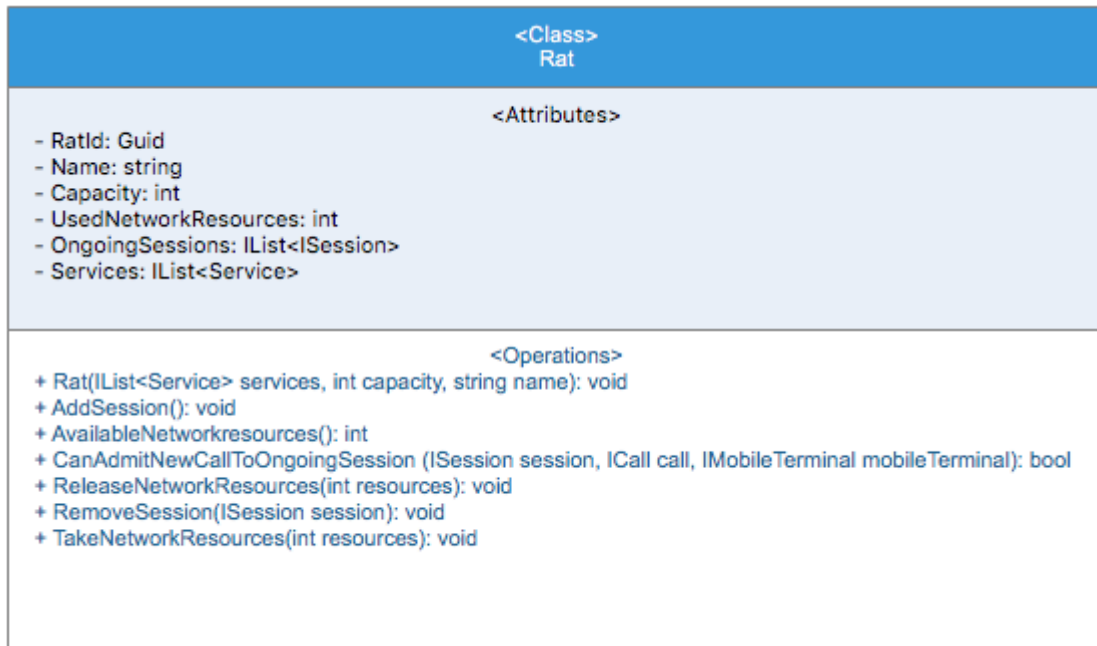 <Class>
Rat
<Attributes>
- RatId: Guid
- Name: string
- Capacity: int
- UsedNetworkResources: int
- OngoingSessions: IList<ISession>
- Services: IList<Service>
<Operations>
+ Rat(IList<Service> services, int capacity, string name): void
+ AddSession(): void
+ AvailableNetworkresources(): int
+ CanAdmitNewCallToOngoingSession (ISession session, ICall call, IMobileTerminal mobileTerminal): bool
+ ReleaseNetworkResources(int resources): void
+ RemoveSession(ISession session): void
+ TakeNetworkResources(int resources): void